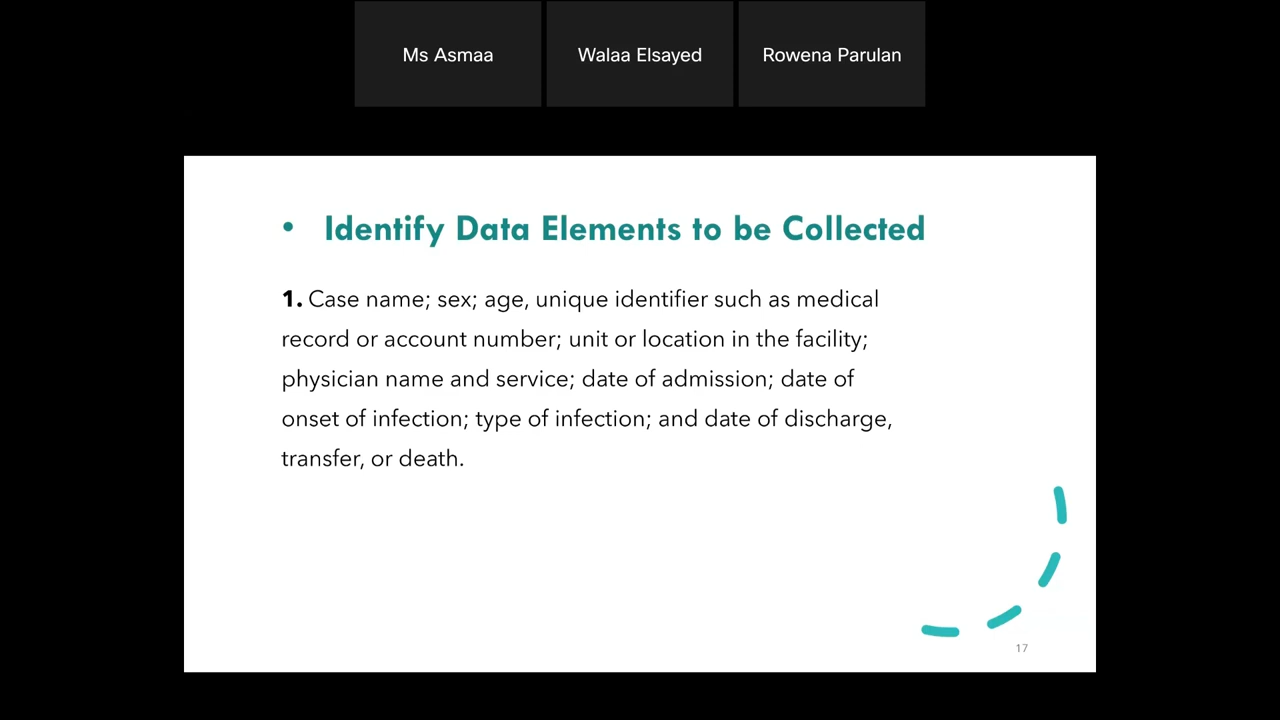 Ms Asmaa
Walaa Elsayed
Rowena Parulan
• Identify Data Elements to be Collected
1. Case name; sex; age, unique identifier such as medical
record or account number; unit or location in the facility;
physician name and service; date of admission; date of
onset of infection; type of infection; and date of discharge,
transfer, or death.
17